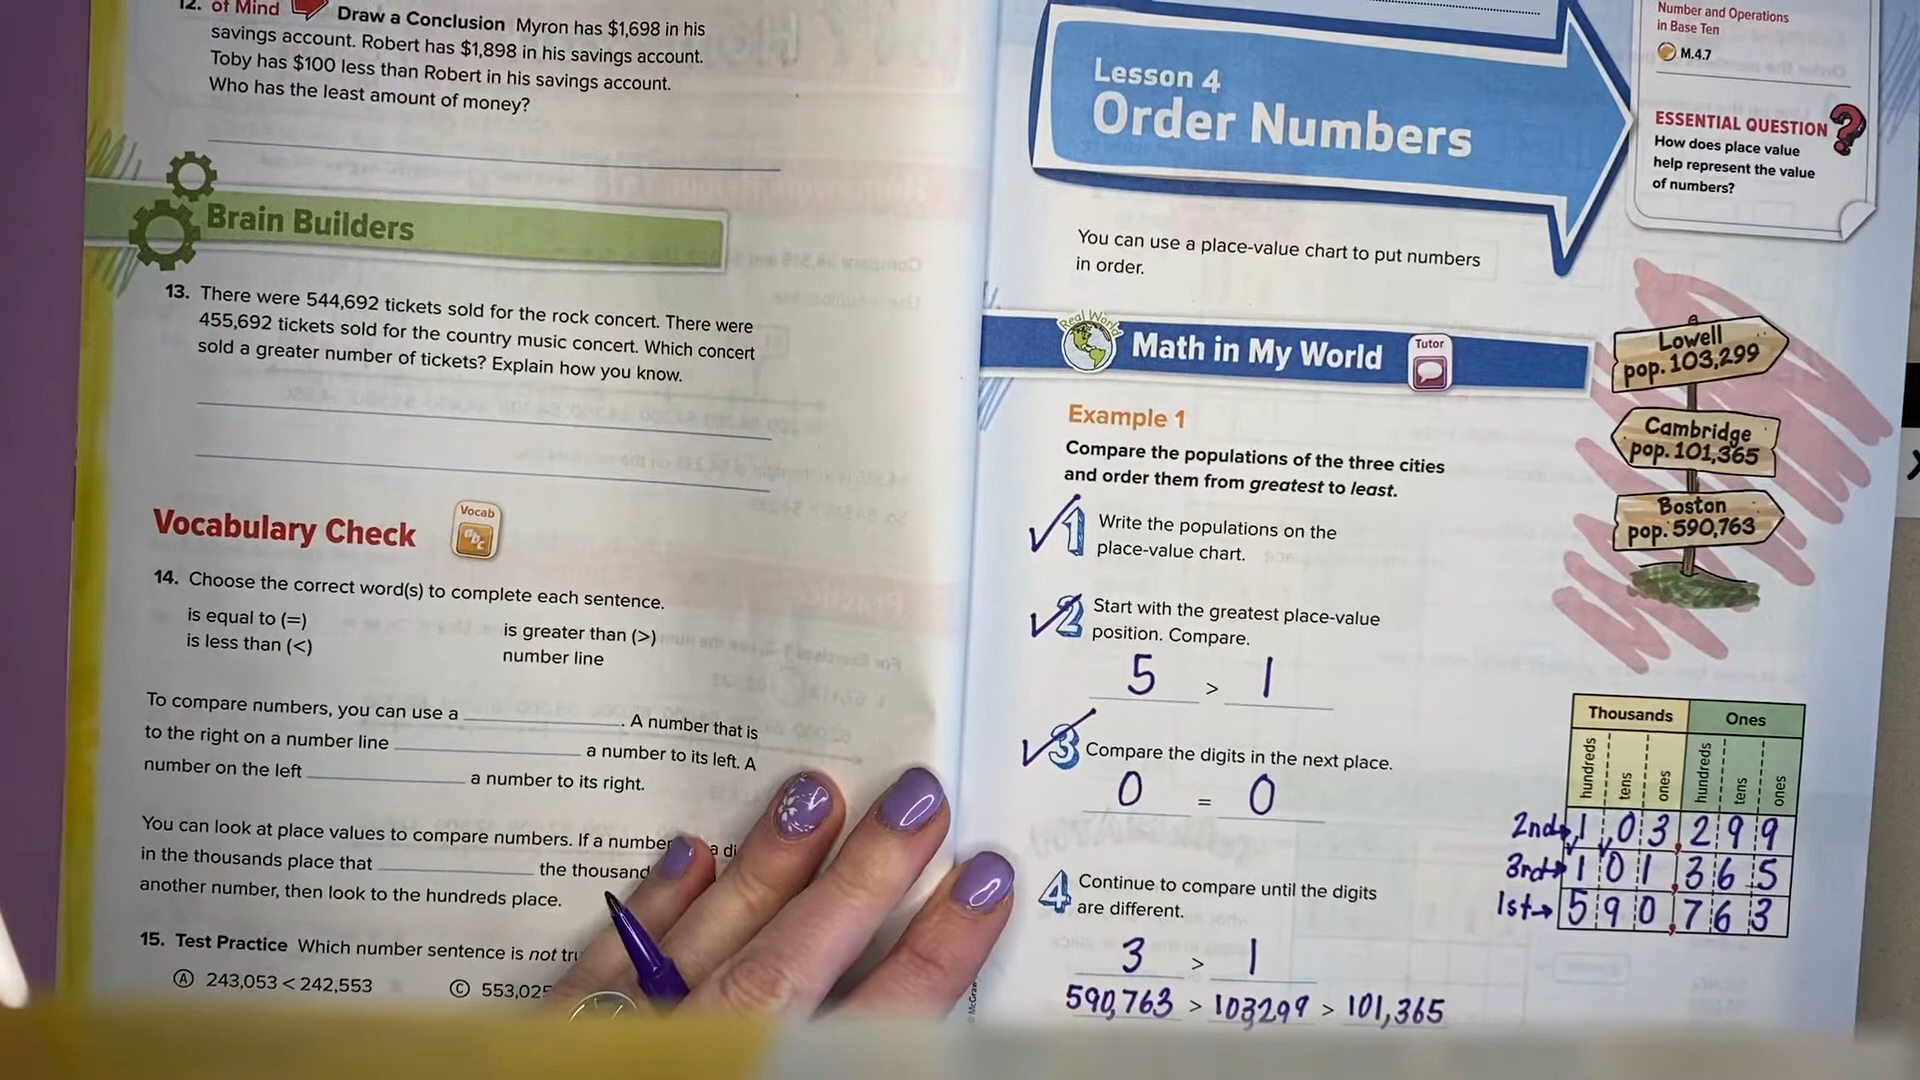 12. of Mind Draw a Conclusion Myron has $1,698 in his
savings account. Robert has $1,898 in his savings account.
Toby has $100 less than Robert in his savings account.
Who has the least amount of money?
Brain Builders
13. There were 544,692 tickets sold for the rock concert. There were
455,692 tickets sold for the country music concert. Which concert
sold a greater number of tickets? Explain how you know.
Vocabulary Check
Vocab
abc
14. Choose the correct word(s) to complete each sentence.
is equal to (=)
is less than (<)
is greater than (>)
number line
To compare numbers, you can use a ____. A number that is
to the right on a number line ____ a number to its left. A
number on the left ____ a number to its right.
You can look at place values to compare numbers. If a number a di
in the thousands place that ____ the thousand
another number, then look to the hundreds place.
15. Test Practice Which number sentence is not tru
Ⓐ 243,053 < 242,553
Ⓒ 553,025
Lesson 4
Order Numbers
Number and Operations
in Base Ten
M.4.7
ESSENTIAL QUESTION
How does place value
help represent the value
of numbers?
You can use a place-value chart to put numbers
in order.
Real World
Math in My World
Tutor
Example 1
Compare the populations of the three cities
and order them from greatest to least.
Lowell
pop. 103,299
Cambridge
pop. 101,365
Boston
pop. 590,763
1 Write the populations on the
place-value chart.
2 Start with the greatest place-value
position. Compare.
5 > 1
3 Compare the digits in the next place.
0 = 0
4 Continue to compare until the digits
are different.
3 > 1
590,763 > 103,299 > 101,365
Thousands Ones
hundreds tens ones hundreds tens ones
2nd→ 1 0 3 , 2 9 9
3rd→ 1 0 1 , 3 6 5
1st→ 5 9 0 , 7 6 3